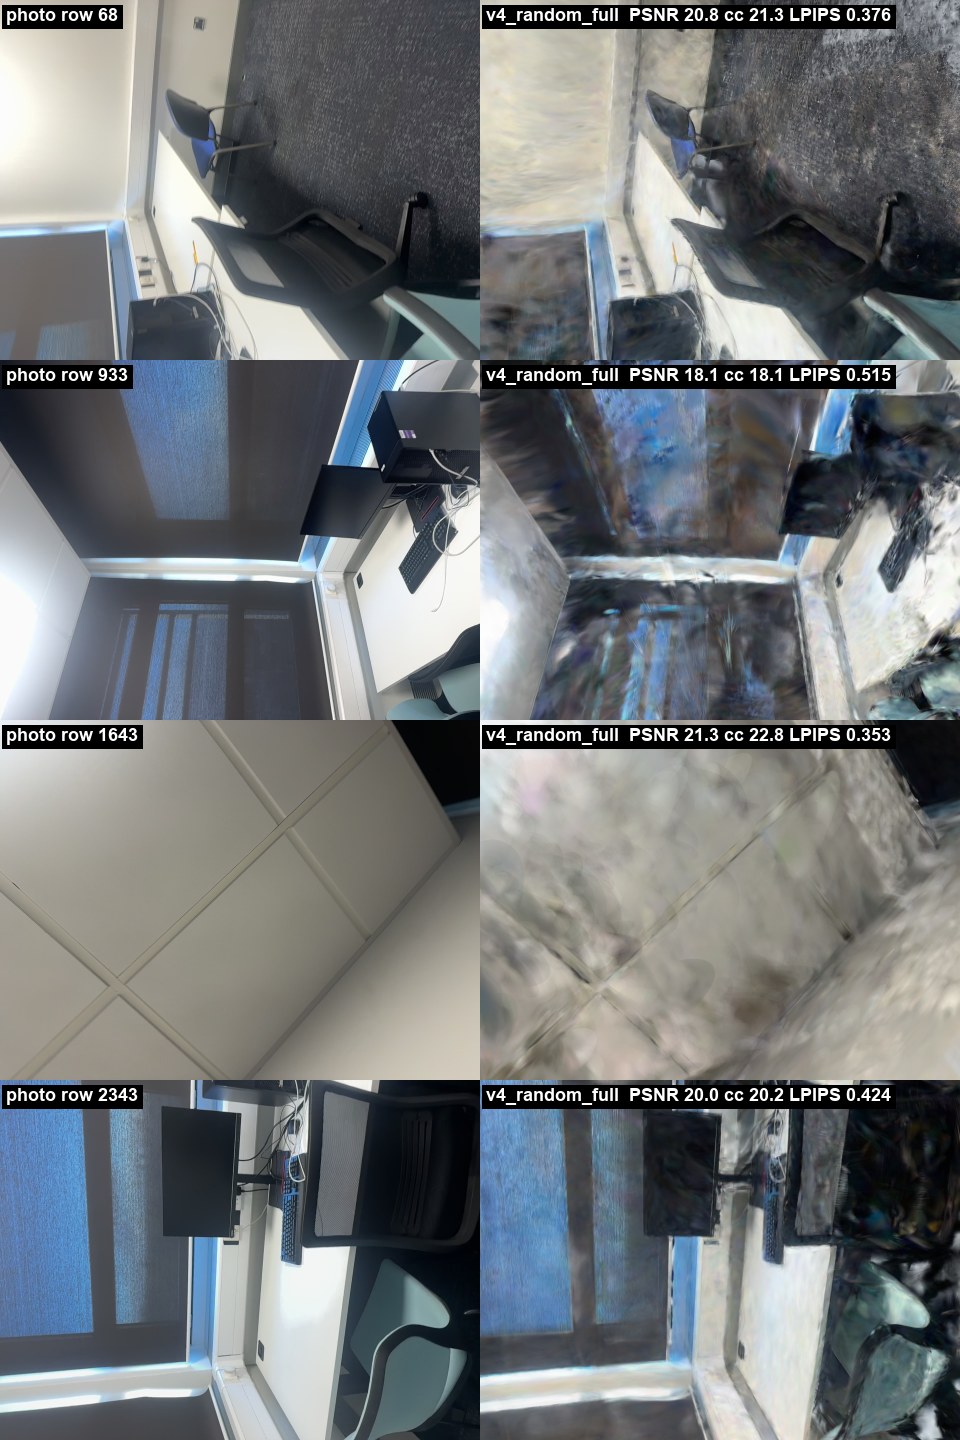 photo row 68
v4_random_full PSNR 20.8 cc 21.3 LPIPS 0.376
photo row 933
v4_random_full PSNR 18.1 cc 18.1 LPIPS 0.515
photo row 1643
v4_random_full PSNR 21.3 cc 22.8 LPIPS 0.353
photo row 2343
v4_random_full PSNR 20.0 cc 20.2 LPIPS 0.424